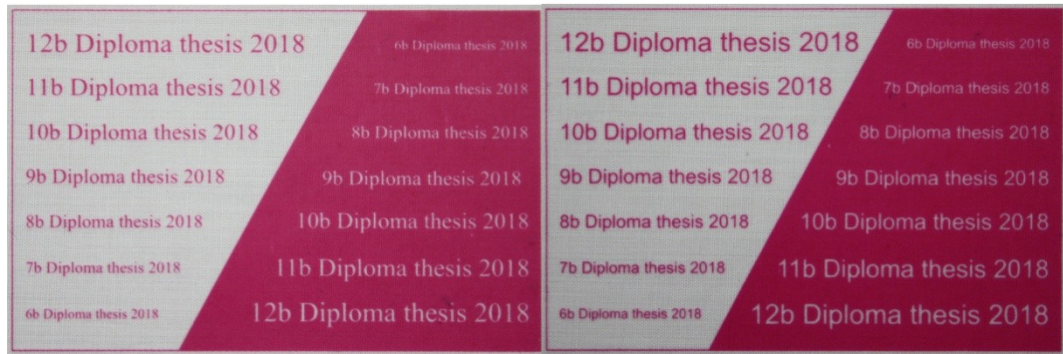 12b Diploma thesis 2018
11b Diploma thesis 2018
10b Diploma thesis 2018
9b Diploma thesis 2018
8b Diploma thesis 2018
7b Diploma thesis 2018
6b Diploma thesis 2018
6b Diploma thesis 2018
7b Diploma thesis 2018
8b Diploma thesis 2018
9b Diploma thesis 2018
10b Diploma thesis 2018
11b Diploma thesis 2018
12b Diploma thesis 2018
12b Diploma thesis 2018
11b Diploma thesis 2018
10b Diploma thesis 2018
9b Diploma thesis 2018
8b Diploma thesis 2018
7b Diploma thesis 2018
6b Diploma thesis 2018
6b Diploma thesis 2018
7b Diploma thesis 2018
8b Diploma thesis 2018
9b Diploma thesis 2018
10b Diploma thesis 2018
11b Diploma thesis 2018
12b Diploma thesis 2018